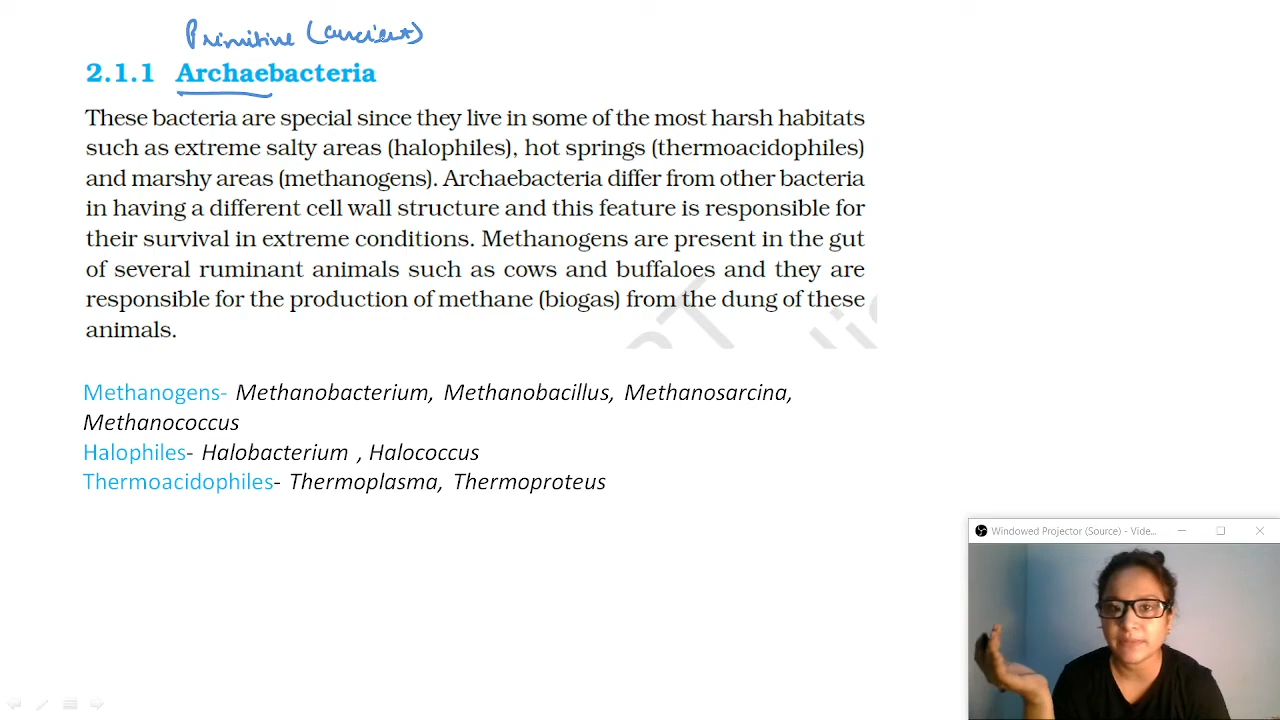 Primitive (ancient)
2.1.1 Archaebacteria
These bacteria are special since they live in some of the most harsh habitats
such as extreme salty areas (halophiles), hot springs (thermoacidophiles)
and marshy areas (methanogens). Archaebacteria differ from other bacteria
in having a different cell wall structure and this feature is responsible for
their survival in extreme conditions. Methanogens are present in the gut
of several ruminant animals such as cows and buffaloes and they are
responsible for the production of methane (biogas) from the dung of these
animals.
Methanogens- Methanobacterium, Methanobacillus, Methanosarcina,
Methanococcus
Halophiles- Halobacterium , Halococcus
Thermoacidophiles- Thermoplasma, Thermoproteus
Windowed Projector (Source) - Vide...